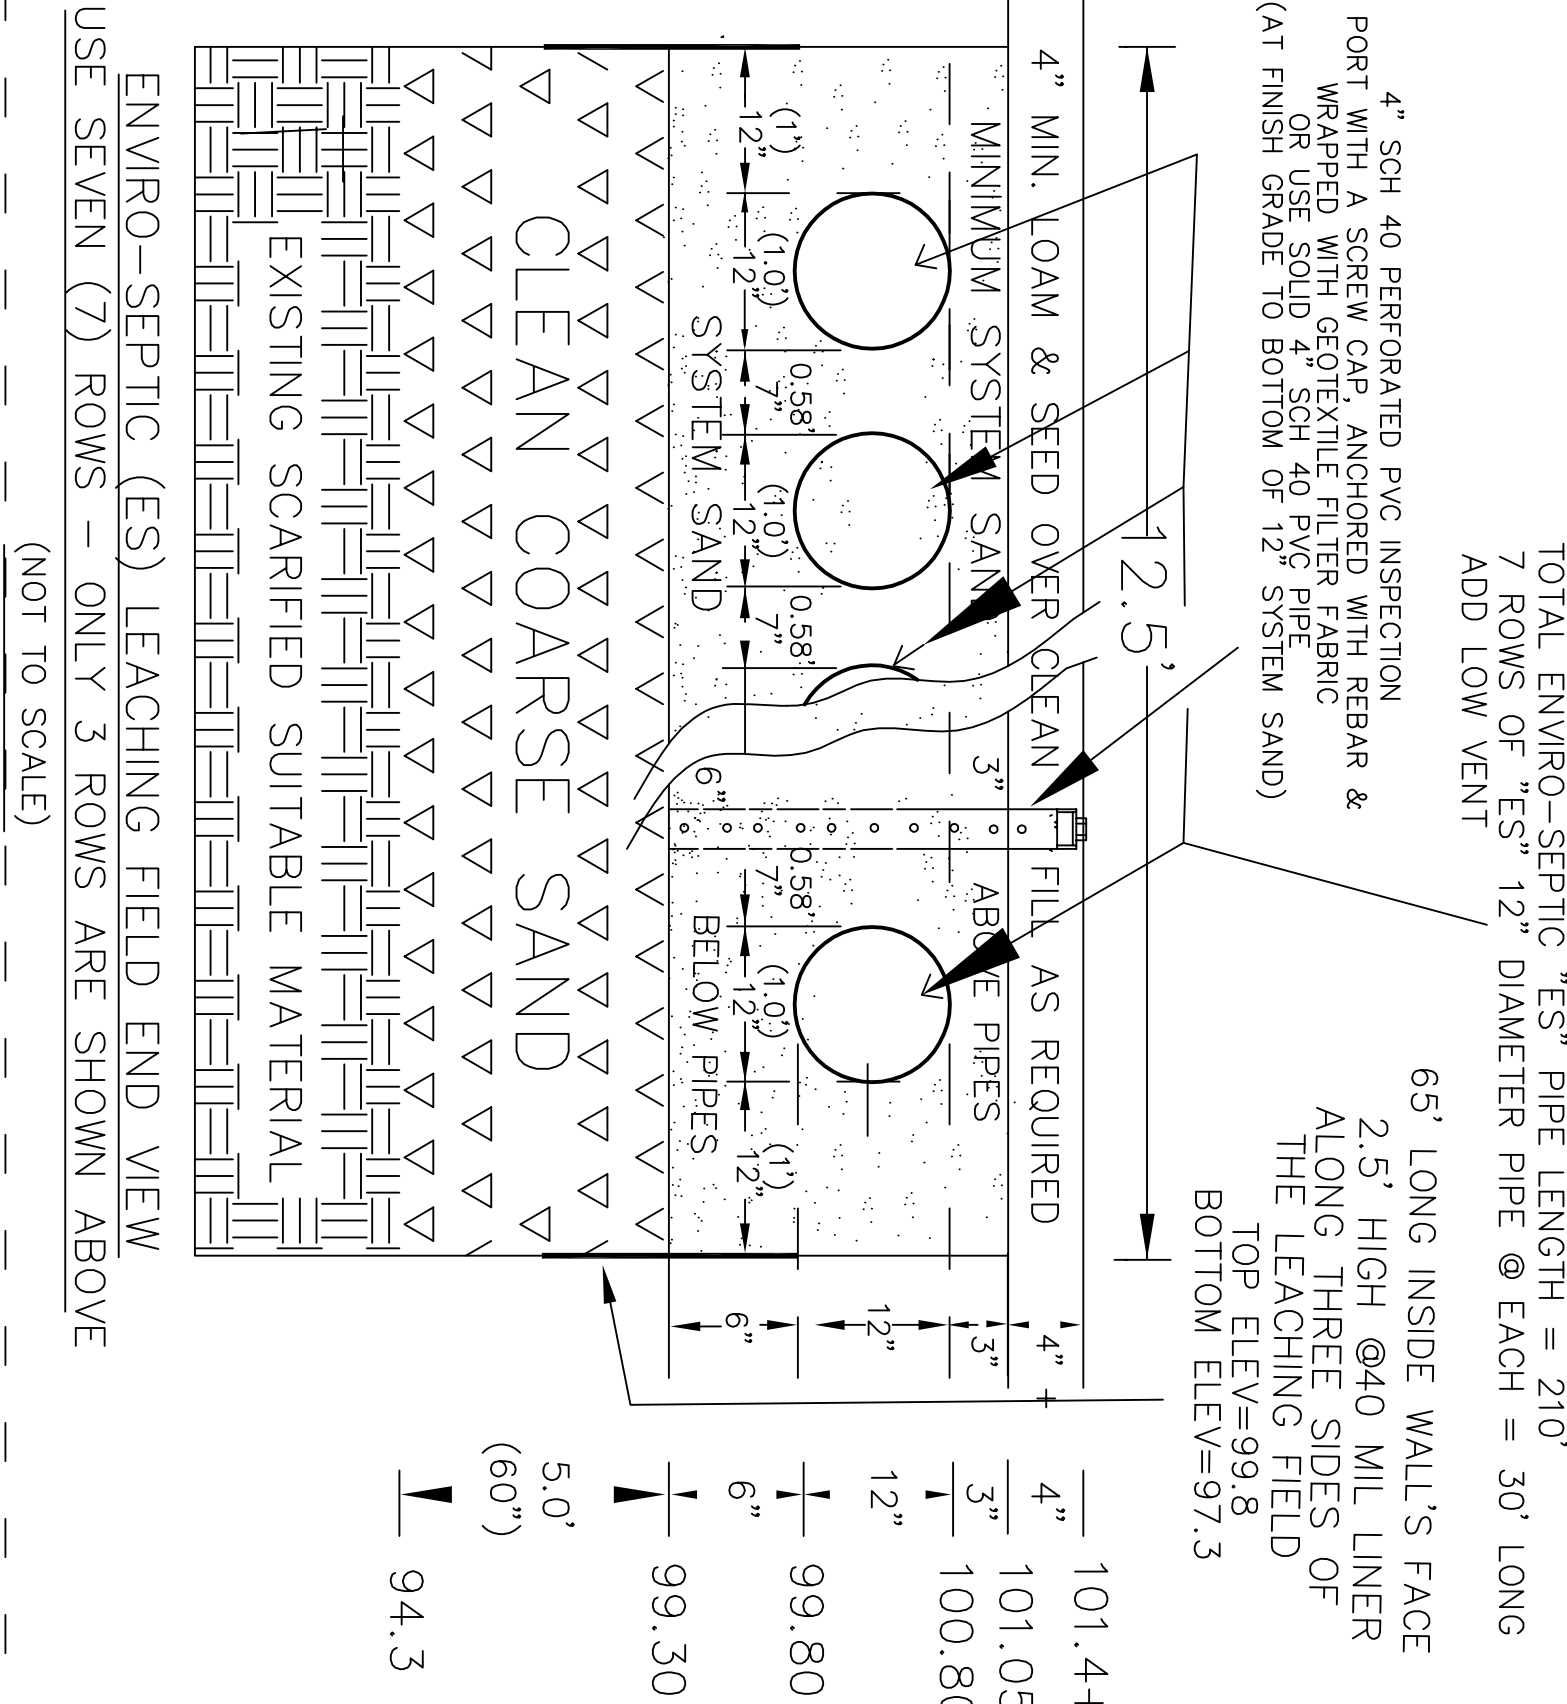 TOTAL ENVIRO-SEPTIC "ES" PIPE LENGTH = 210'
7 ROWS OF "ES" 12" DIAMETER PIPE @ EACH = 30' LONG
ADD LOW VENT
4" SCH 40 PERFORATED PVC INSPECTION
PORT WITH A SCREW CAP, ANCHORED WITH REBAR &
WRAPPED WITH GEOTEXTILE FILTER FABRIC
OR USE SOLID 4" SCH 40 PVC PIPE
(AT FINISH GRADE TO BOTTOM OF 12" SYSTEM SAND)
65' LONG INSIDE WALL'S FACE
2.5' HIGH @40 MIL LINER
ALONG THREE SIDES OF
THE LEACHING FIELD
TOP ELEV=99.8
BOTTOM ELEV=97.3
12.5'
4" MIN. LOAM & SEED OVER CLEAN FILL AS REQUIRED
MINIMUM SYSTEM SAND 3" ABOVE PIPES
(1') (1.0') 0.58' (1.0') 0.58' 0.58' (1.0') (1')
12" 12" 7" 12" 7" 7" 12" 12"
SYSTEM SAND 6" BELOW PIPES
4"
3"
12"
6"
4"
3"
12"
6"
5.0'
(60")
101.4
101.05
100.80
99.80
99.30
94.3
CLEAN COARSE SAND
EXISTING SCARIFIED SUITABLE MATERIAL
ENVIRO-SEPTIC (ES) LEACHING FIELD END VIEW
USE SEVEN (7) ROWS - ONLY 3 ROWS ARE SHOWN ABOVE
(NOT TO SCALE)